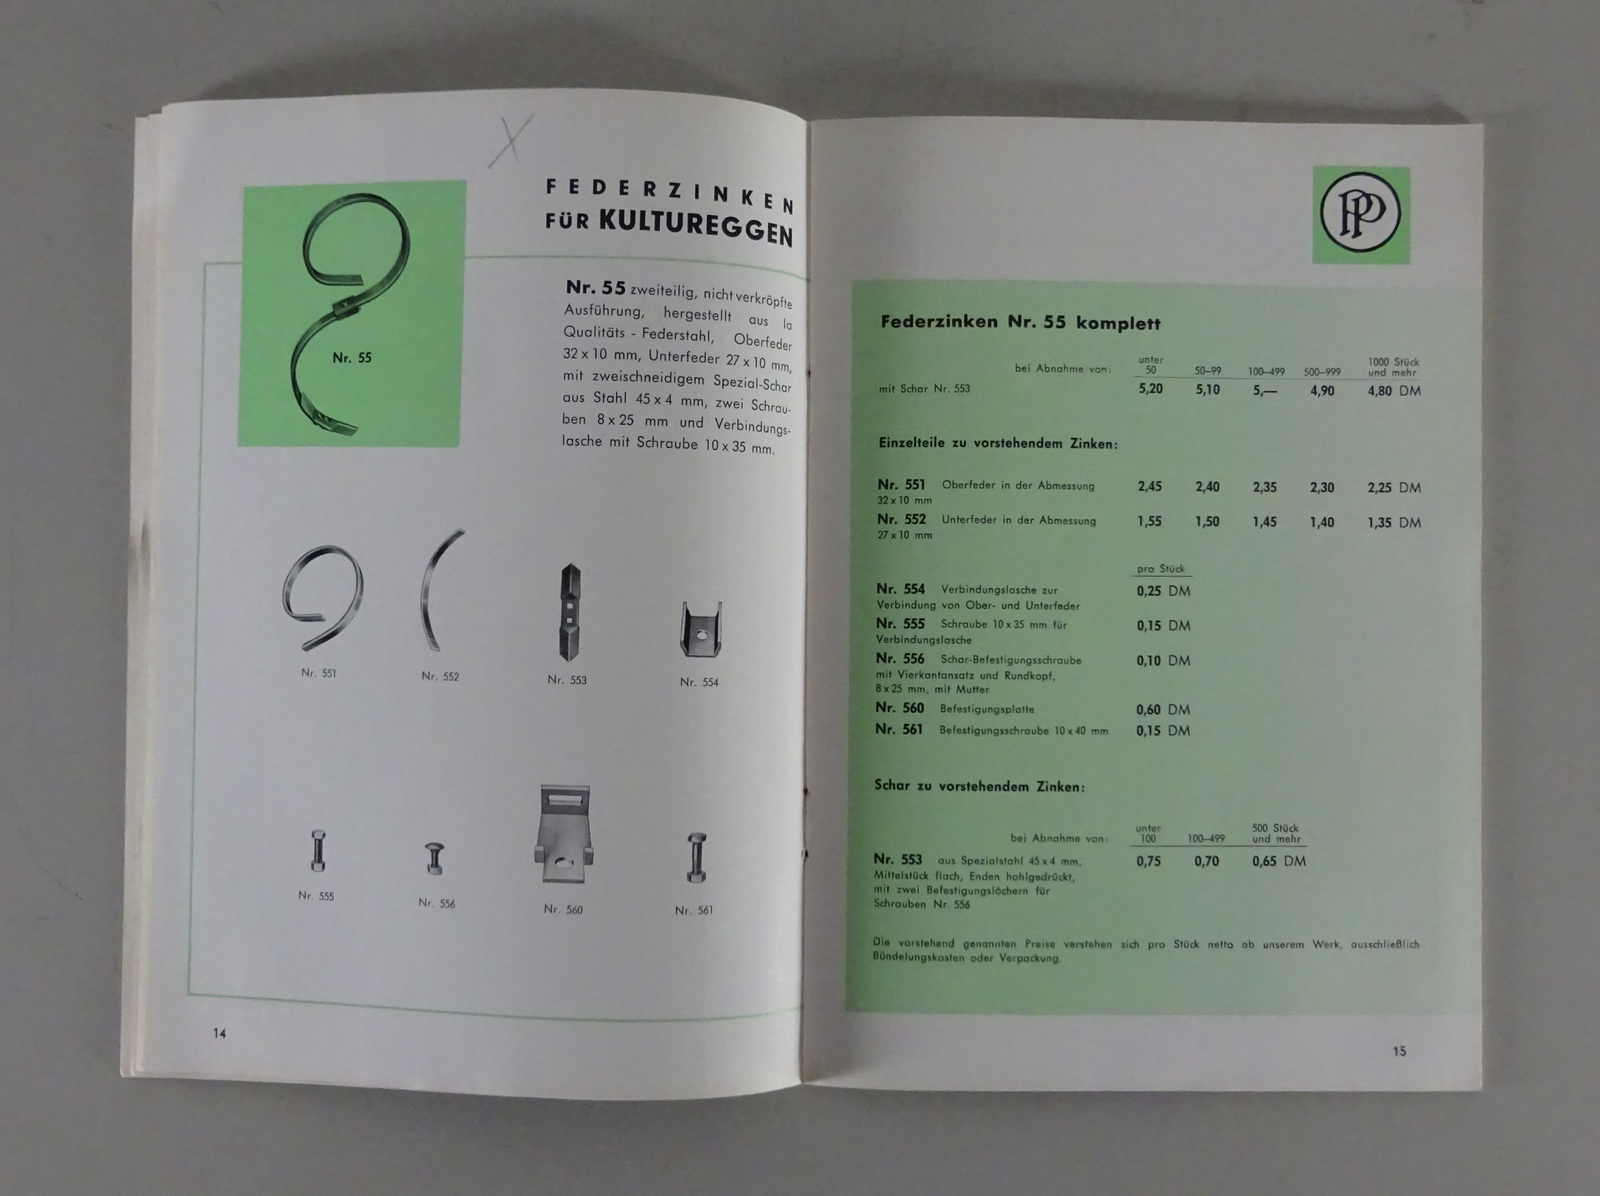 FEDERZINKEN
FÜR KULTUREGGEN
Nr. 55
Nr. 55 zweiteilig, nicht verkröpfte
Ausführung, hergestellt aus Ia
Qualitäts - Federstahl, Oberfeder
32 x 10 mm, Unterfeder 27 x 10 mm,
mit zweischneidigem Spezial-Schar
aus Stahl 45 x 4 mm, zwei Schrau-
ben 8 x 25 mm und Verbindungs-
lasche mit Schraube 10 x 35 mm.
Nr. 551 Nr. 552 Nr. 553 Nr. 554
Nr. 555 Nr. 556 Nr. 560 Nr. 561
14
PP
Federzinken Nr. 55 komplett
bei Abnahme von: unter 50 50–99 100–499 500–999 1000 Stück und mehr
mit Schar Nr. 553 5,20 5,10 5,— 4,90 4,80 DM
Einzelteile zu vorstehendem Zinken:
Nr. 551 Oberfeder in der Abmessung 2,45 2,40 2,35 2,30 2,25 DM
32 x 10 mm
Nr. 552 Unterfeder in der Abmessung 1,55 1,50 1,45 1,40 1,35 DM
27 x 10 mm
pro Stück
Nr. 554 Verbindungslasche zur 0,25 DM
Verbindung von Ober- und Unterfeder
Nr. 555 Schraube 10 x 35 mm für 0,15 DM
Verbindungslasche
Nr. 556 Schar-Befestigungsschraube 0,10 DM
mit Vierkantansatz und Rundkopf,
8 x 25 mm, mit Mutter
Nr. 560 Befestigungsplatte 0,60 DM
Nr. 561 Befestigungsschraube 10 x 40 mm 0,15 DM
Schar zu vorstehendem Zinken:
bei Abnahme von: unter 100 100–499 500 Stück und mehr
Nr. 553 aus Spezialstahl 45 x 4 mm, 0,75 0,70 0,65 DM
Mittelstück flach, Enden hohlgedrückt,
mit zwei Befestigungslöchern für
Schrauben Nr. 556
Die vorstehend genannten Preise verstehen sich pro Stück netto ab unserem Werk, ausschließlich
Bündelungskosten oder Verpackung.
15